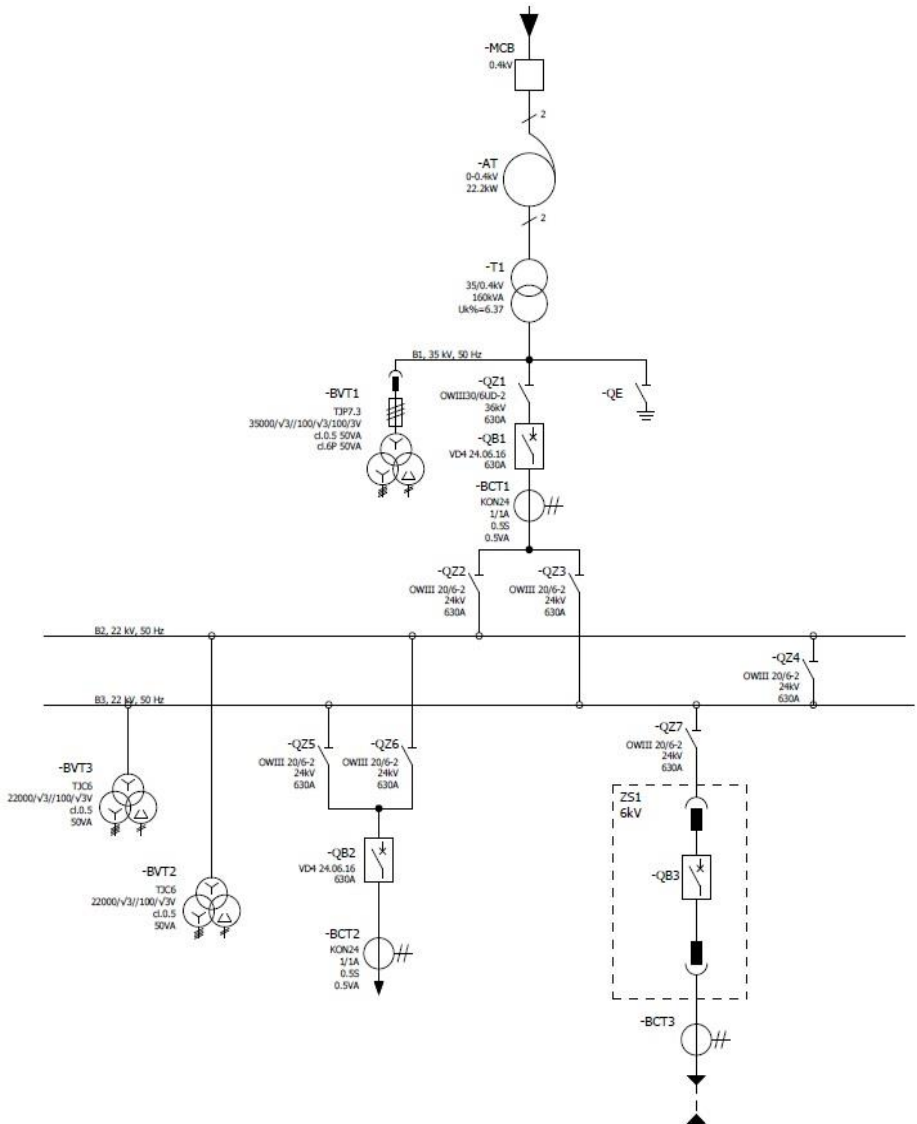 -MCB
0.4kV
2
-AT
0-0.4kV
22.2kW
2
-T1
35/0.4kV
160kVA
Uk%=6.37
B1, 35 kV, 50 Hz
-BVT1
TJP7.3
35000/√3//100/√3/100/3V
cl.0.5 50VA
cl.6P 50VA
-QZ1
OWIII30/6UD-2
36kV
630A
-QE
-QB1
VD4 24.06.16
630A
-BCT1
KON24
1/1A
0.5S
0.5VA
-QZ2
OWIII 20/6-2
24kV
630A
-QZ3
OWIII 20/6-2
24kV
630A
B2, 22 kV, 50 Hz
-QZ4
OWIII 20/6-2
24kV
630A
B3, 22 kV, 50 Hz
-BVT3
TJC6
22000/√3//100/√3V
cl.0.5
50VA
-QZ5
OWIII 20/6-2
24kV
630A
-QZ6
OWIII 20/6-2
24kV
630A
-QZ7
OWIII 20/6-2
24kV
630A
ZS1
6kV
-BVT2
TJC6
22000/√3//100/√3V
cl.0.5
50VA
-QB2
VD4 24.06.16
630A
-QB3
-BCT2
KON24
1/1A
0.5S
0.5VA
-BCT3